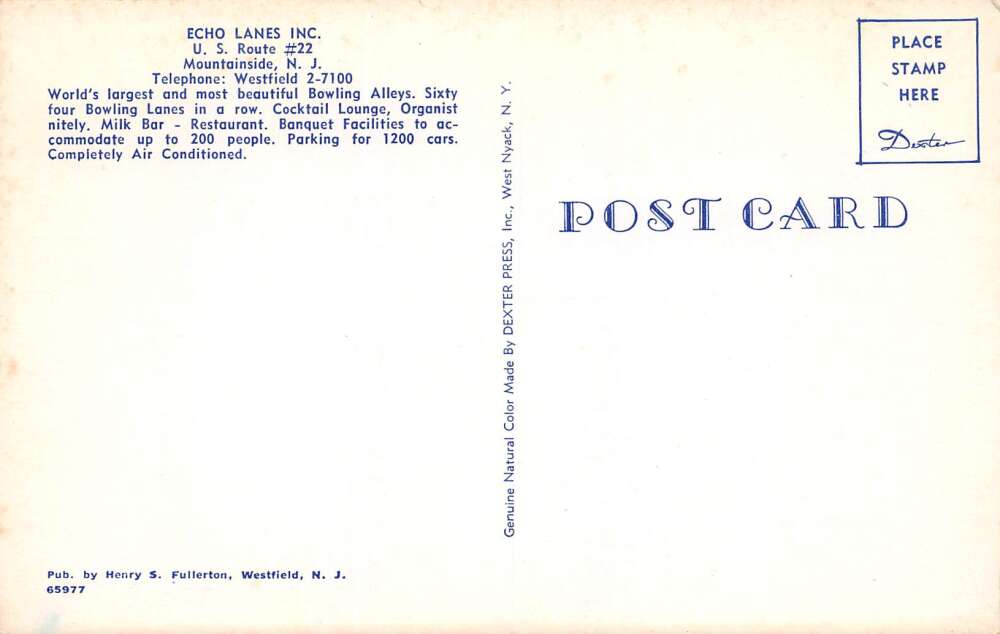 ECHO LANES INC.
U. S. Route #22
Mountainside, N. J.
Telephone: Westfield 2-7100
World's largest and most beautiful Bowling Alleys. Sixty
four Bowling Lanes in a row. Cocktail Lounge, Organist
nitely. Milk Bar - Restaurant. Banquet Facilities to ac-
commodate up to 200 people. Parking for 1200 cars.
Completely Air Conditioned.
Pub. by Henry S. Fullerton, Westfield, N. J.
65977
Genuine Natural Color Made By DEXTER PRESS, Inc., West Nyack, N. Y.
PLACE
STAMP
HERE
Dexter
POST CARD